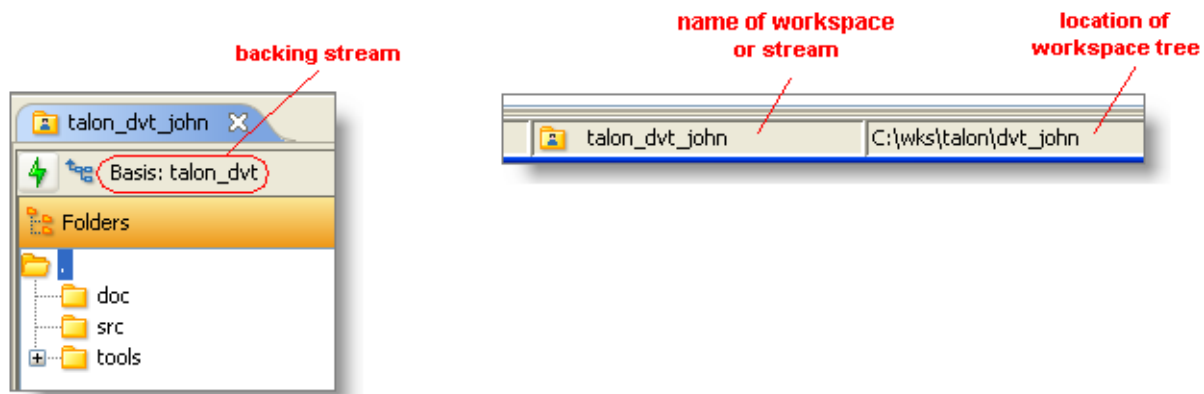 backing stream
talon_dvt_john
Basis: talon_dvt
Folders
.
doc
src
tools
name of workspace
or stream
location of
workspace tree
talon_dvt_john
C:\wks\talon\dvt_john